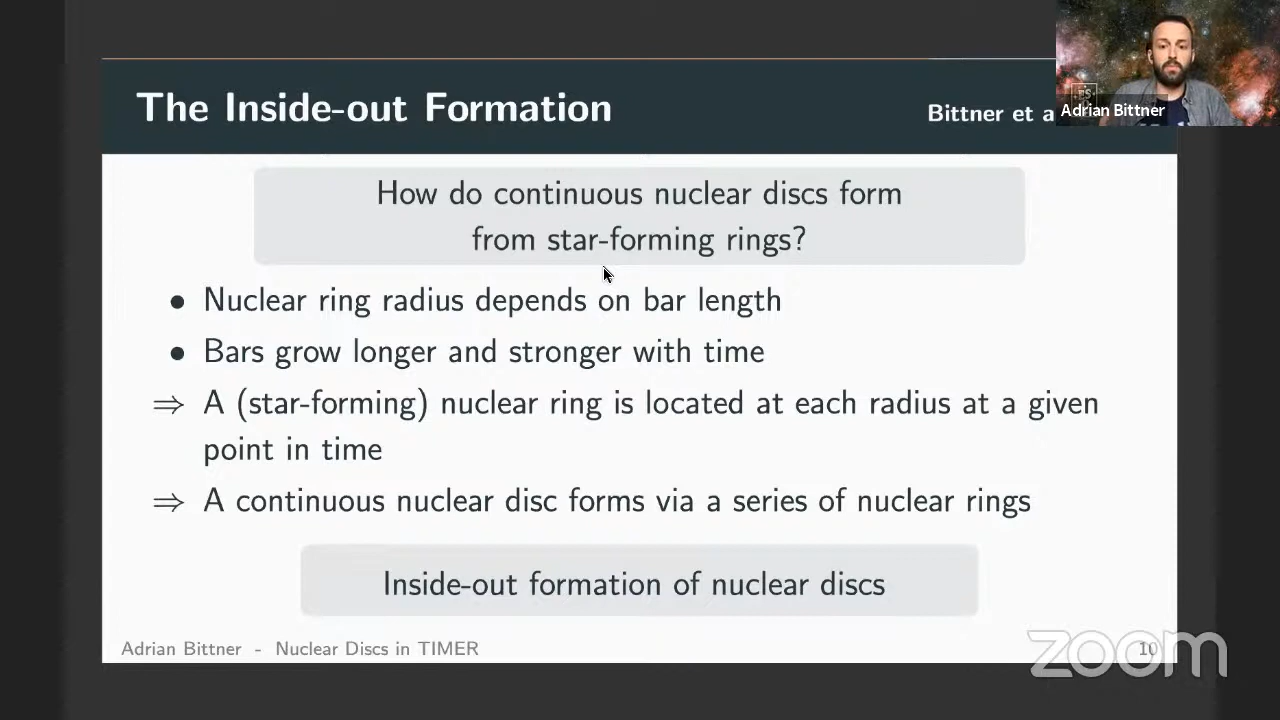 The Inside-out Formation
Bittner et a
Adrian Bittner
How do continuous nuclear discs form
from star-forming rings?
• Nuclear ring radius depends on bar length
• Bars grow longer and stronger with time
⇒ A (star-forming) nuclear ring is located at each radius at a given
point in time
⇒ A continuous nuclear disc forms via a series of nuclear rings
Inside-out formation of nuclear discs
Adrian Bittner - Nuclear Discs in TIMER
10
zoom